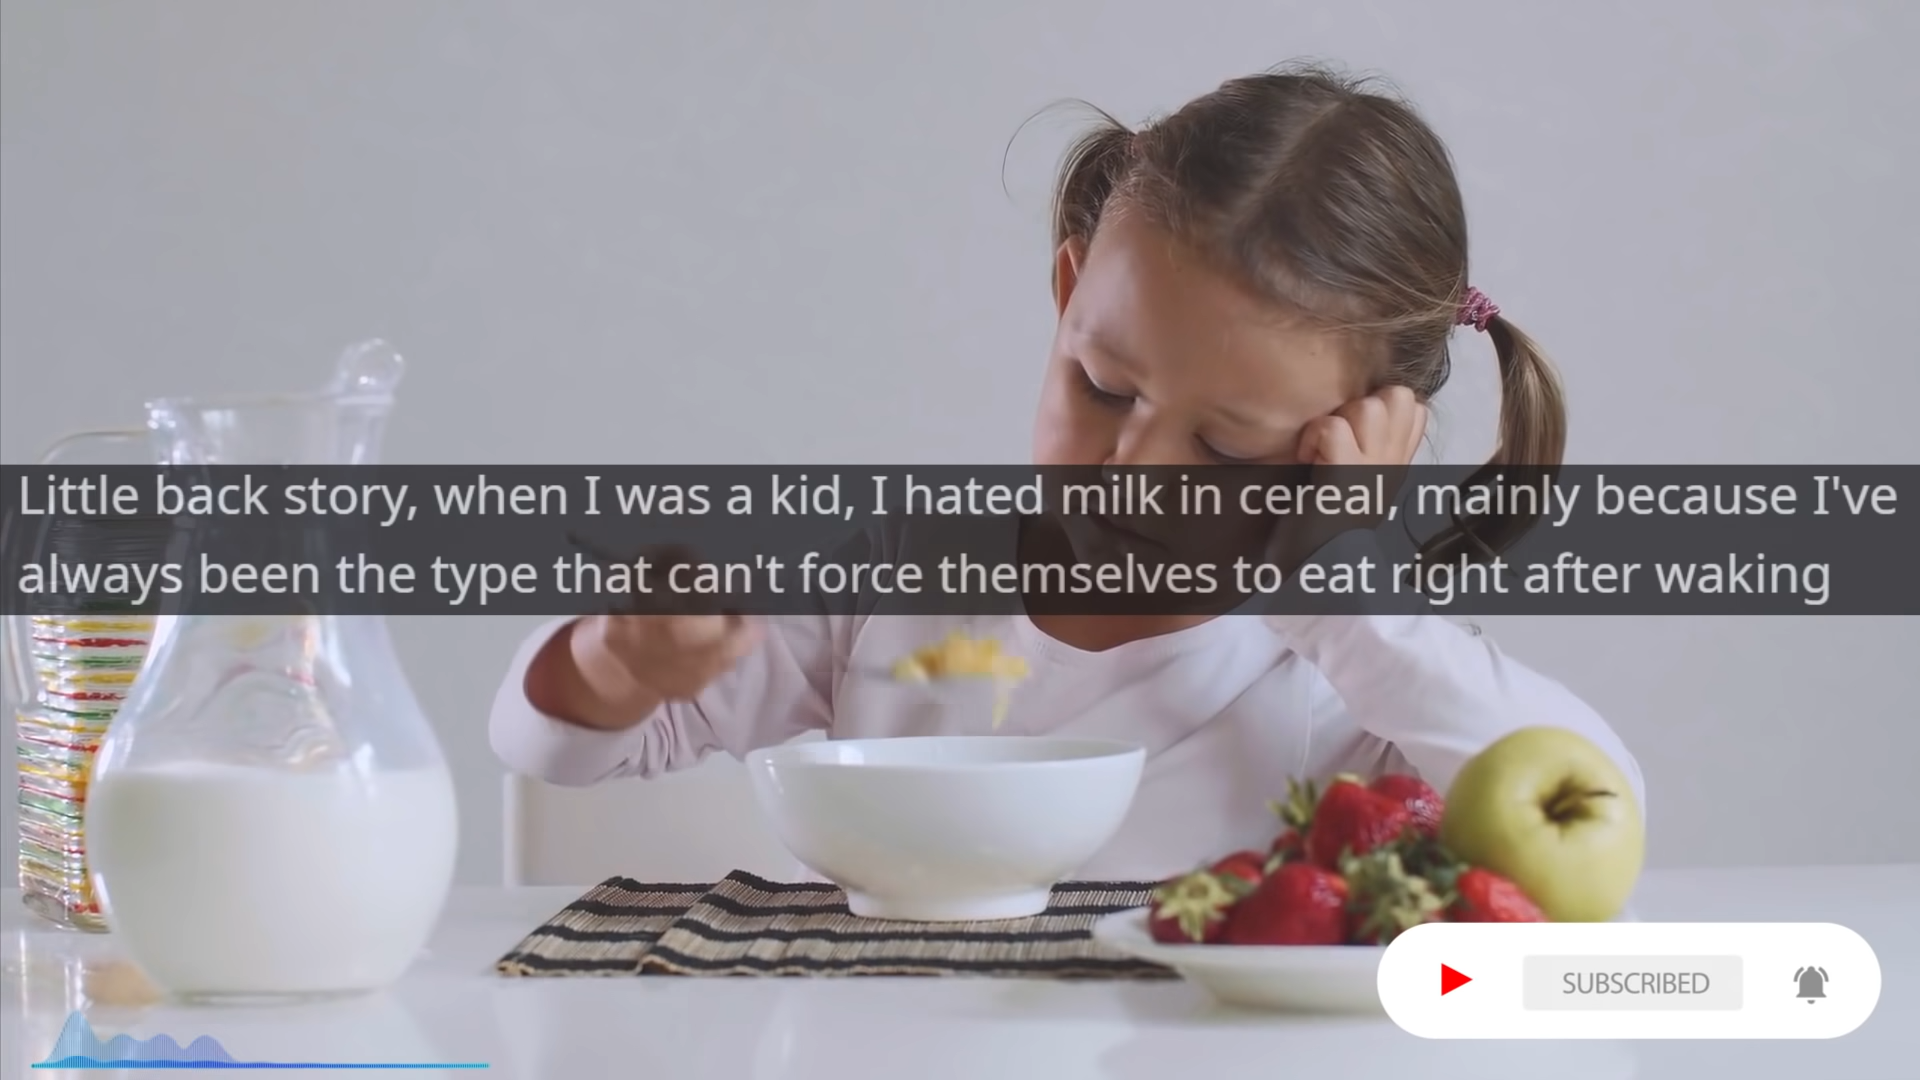 Little back story, when I was a kid, I hated milk in cereal, mainly because I've
always been the type that can't force themselves to eat right after waking
SUBSCRIBED